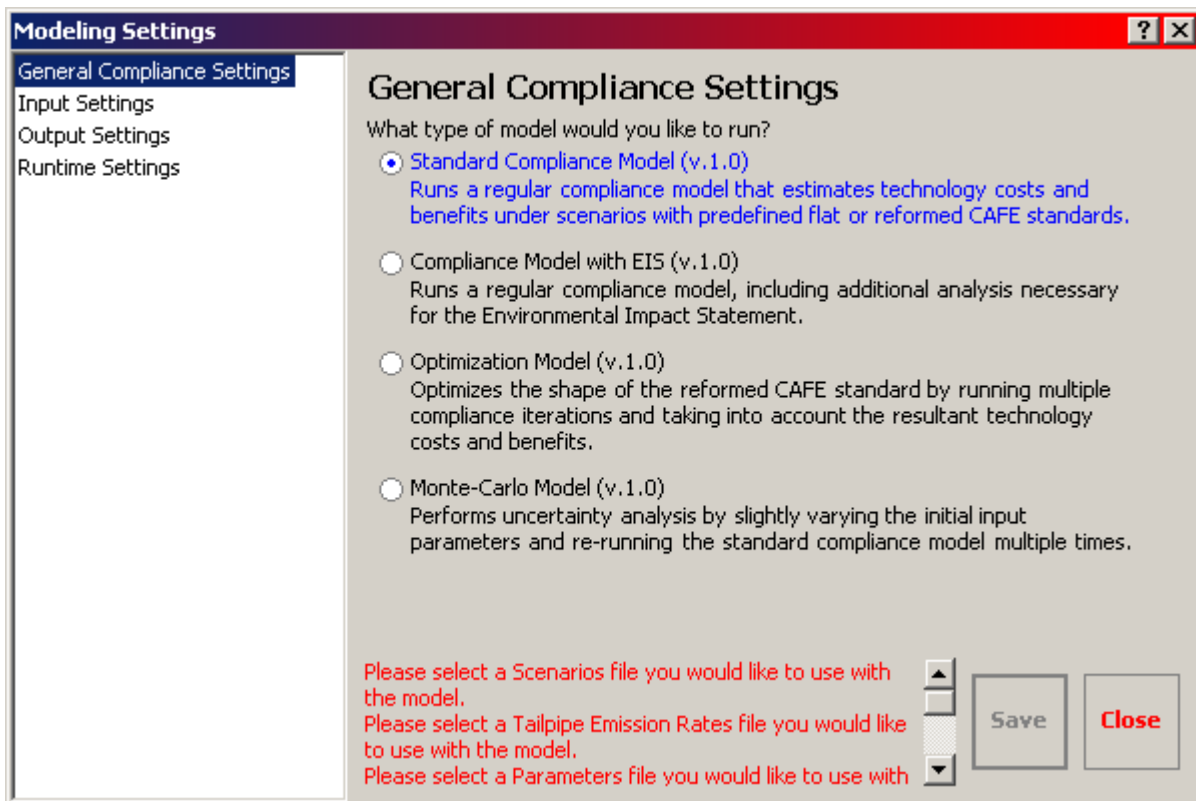 Modeling Settings
? X
General Compliance Settings
Input Settings
Output Settings
Runtime Settings
General Compliance Settings
What type of model would you like to run?
Standard Compliance Model (v.1.0)
Runs a regular compliance model that estimates technology costs and
benefits under scenarios with predefined flat or reformed CAFE standards.
Compliance Model with EIS (v.1.0)
Runs a regular compliance model, including additional analysis necessary
for the Environmental Impact Statement.
Optimization Model (v.1.0)
Optimizes the shape of the reformed CAFE standard by running multiple
compliance iterations and taking into account the resultant technology
costs and benefits.
Monte-Carlo Model (v.1.0)
Performs uncertainty analysis by slightly varying the initial input
parameters and re-running the standard compliance model multiple times.
Please select a Scenarios file you would like to use with
the model.
Please select a Tailpipe Emission Rates file you would like
to use with the model.
Please select a Parameters file you would like to use with
Save
Close